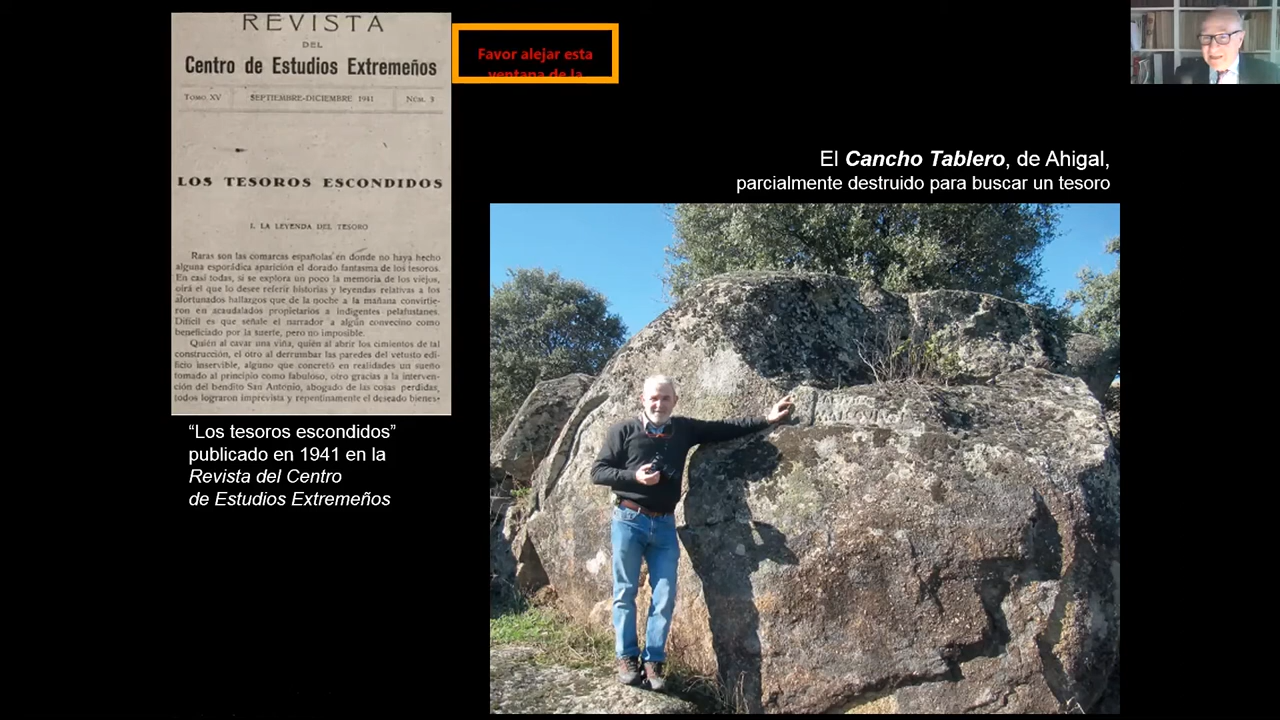 REVISTA
DEL
Centro de Estudios Extremeños
TOMO XV
SEPTIEMBRE-DICIEMBRE 1941
NÚM. 3
LOS TESOROS ESCONDIDOS
I. LA LEYENDA DEL TESORO
Raras son las comarcas españolas en donde no haya hecho
alguna esporádica aparición el dorado fantasma de los tesoros.
En casi todas, si se explora un poco la memoria de los viejos,
oirá el que lo desee referir historias y leyendas relativas a los
afortunados hallazgos que de la noche a la mañana convirtie-
ron en acaudalados propietarios a indigentes pelafustanes.
Difícil es que señale el narrador a algún convecino como
beneficiado por la suerte, pero no imposible.
Quién al cavar una viña, quién al abrir los cimientos de tal
construcción, el otro al derrumbar las paredes del vetusto edi-
ficio inservible, alguno que concretó en realidades un sueño
tomado al principio como fabuloso, otro gracias a la interven-
ción del bendito San Antonio, abogado de las cosas perdidas,
todos lograron imprevista y repentinamente el deseado bienes-
“Los tesoros escondidos”
publicado en 1941 en la
Revista del Centro
de Estudios Extremeños
Favor alejar esta
ventana de la
El Cancho Tablero, de Ahigal,
parcialmente destruido para buscar un tesoro